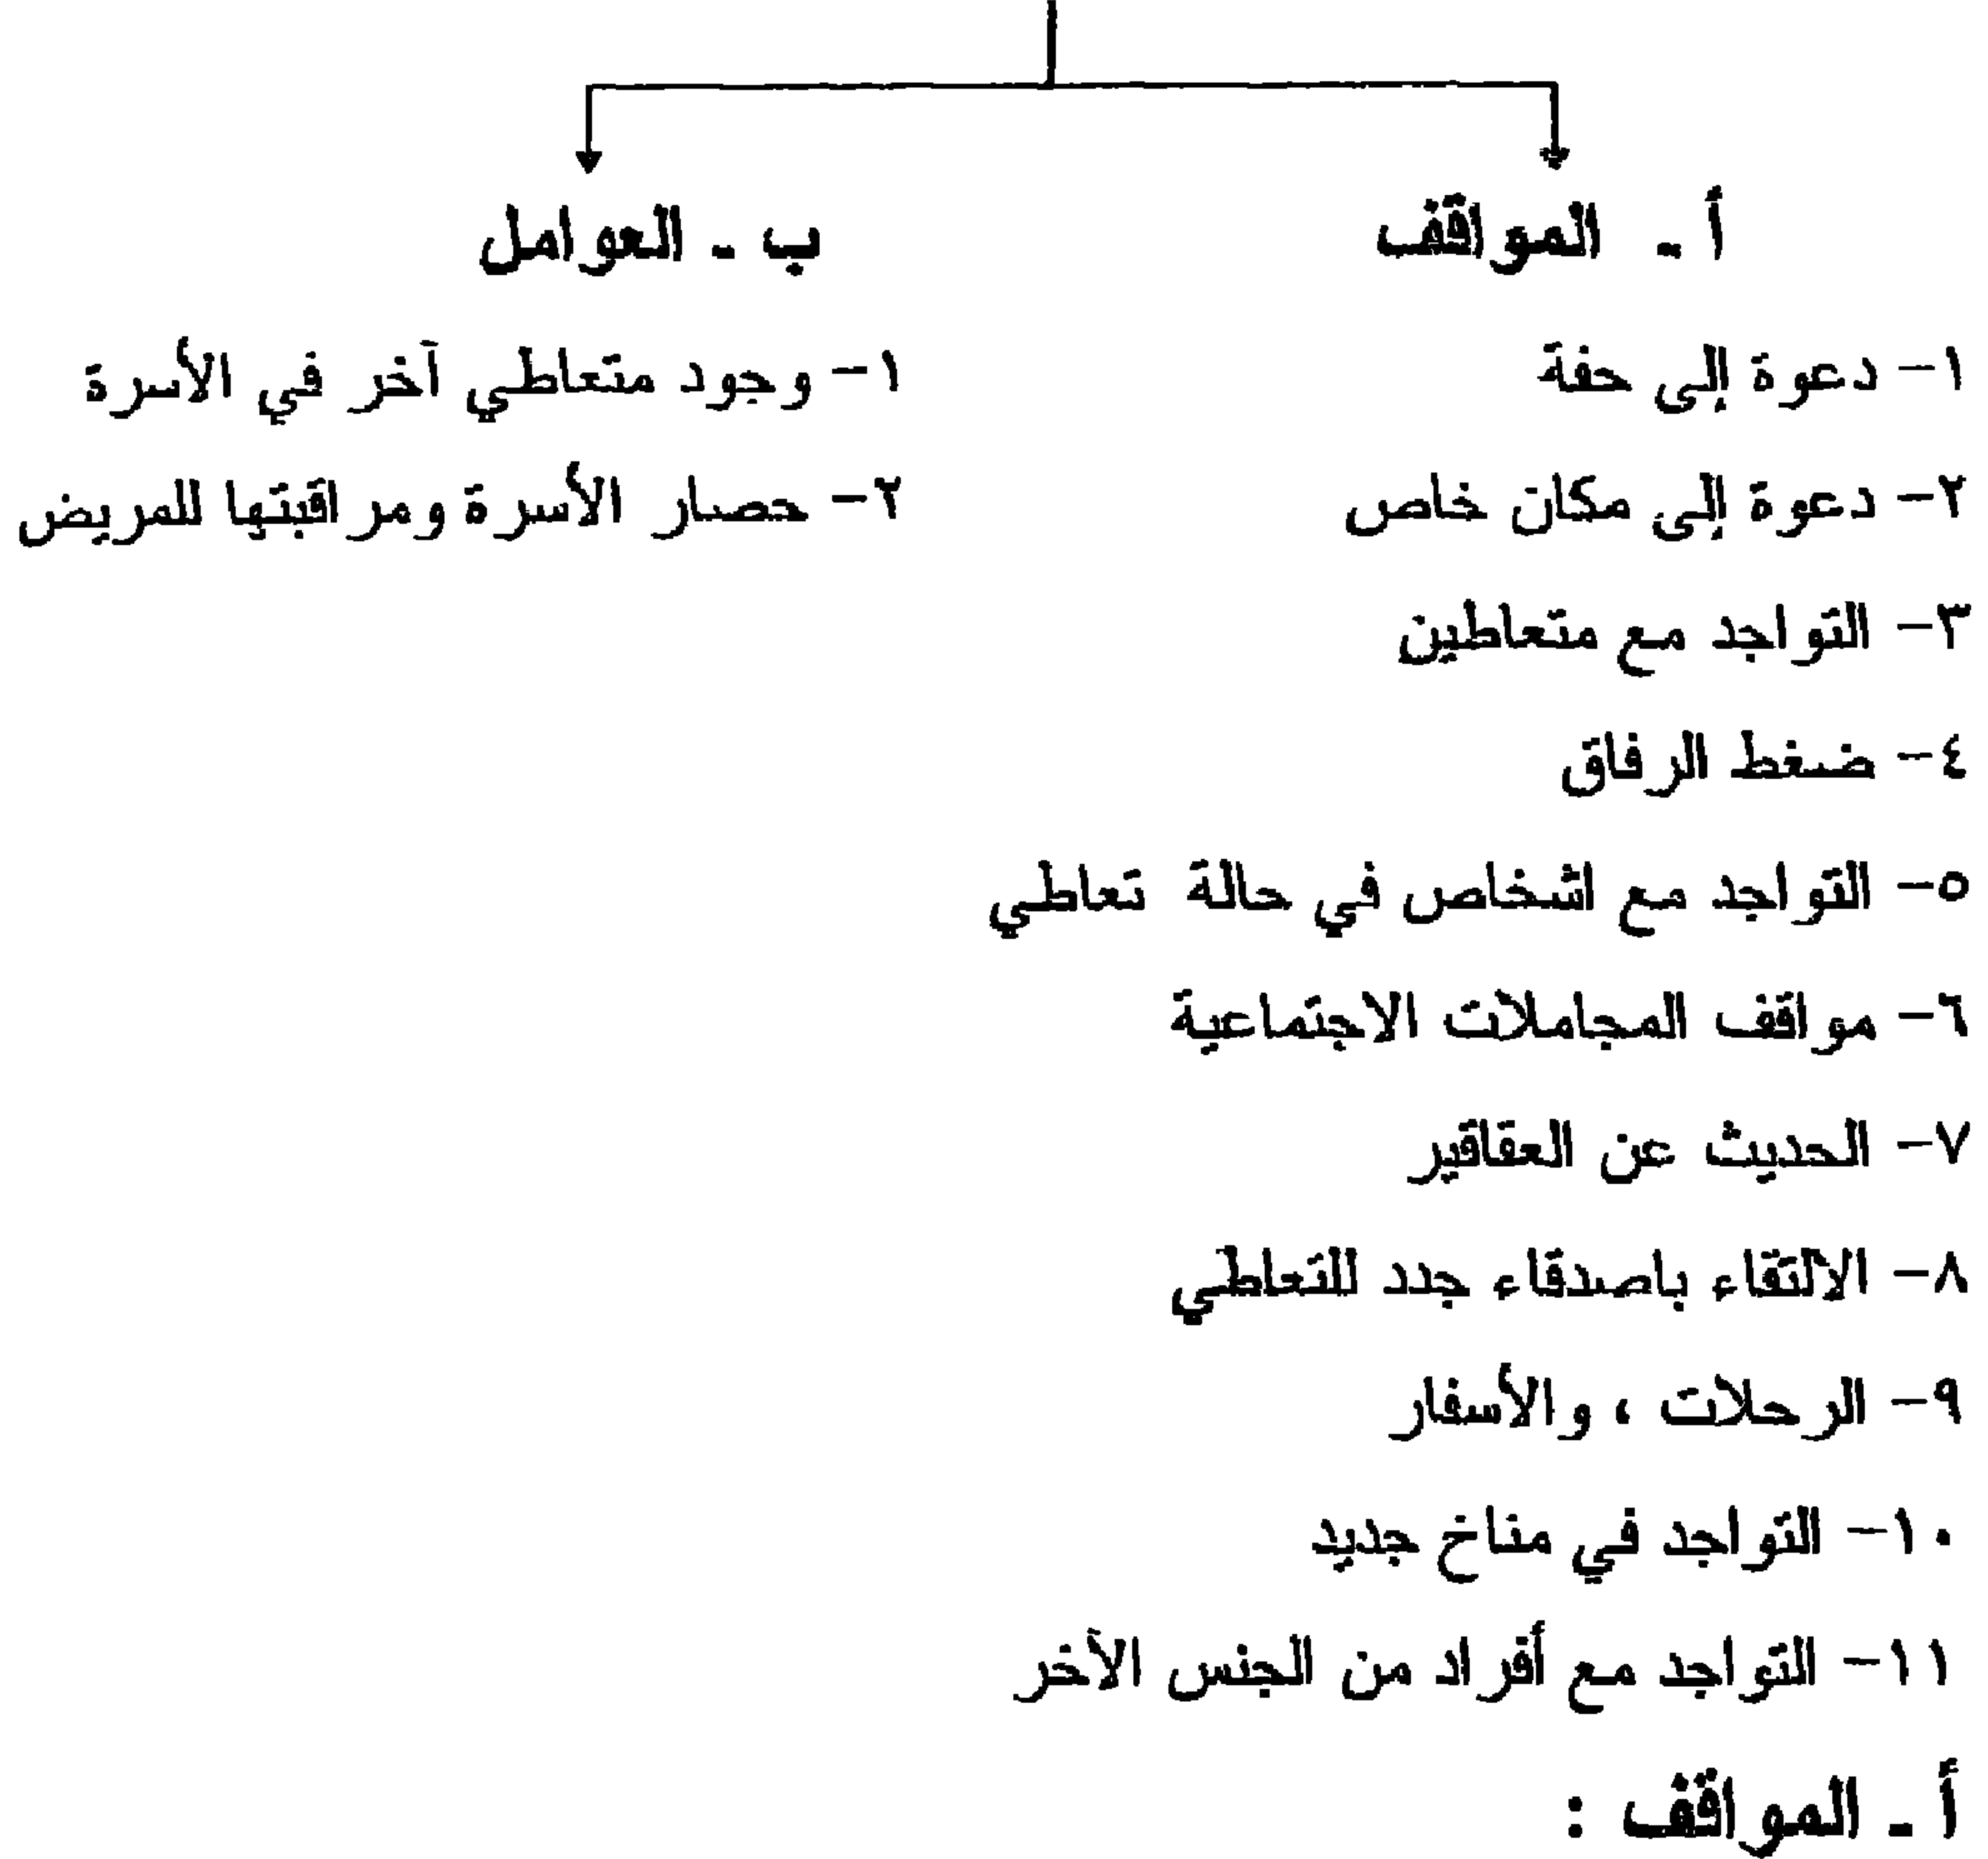 أ - المواقف
١- دعوة إلى حفة
٢- دعوة إلى مكان خاص
٣- التواجد مع متعاطين
٤- ضغط الرفاق
٥- التواجد مع اشخاص في حالة تعاطي
٦- مواقف المجاملات الاجتماعية
٧- الحديث عن العقاقير
٨- الالتقاء باصدقاء جدد للتعاطي
٩- الرحلات ، والأسفار
١٠- التواجد في مناخ جديد
١١- التواجد مع أفراد من الجنس الآخر
ب - العوامل
١- وجود متعاطي آخر في الأسرة
٢- حصار الأسرة ومراقبتها للمريض
أ - المواقف :